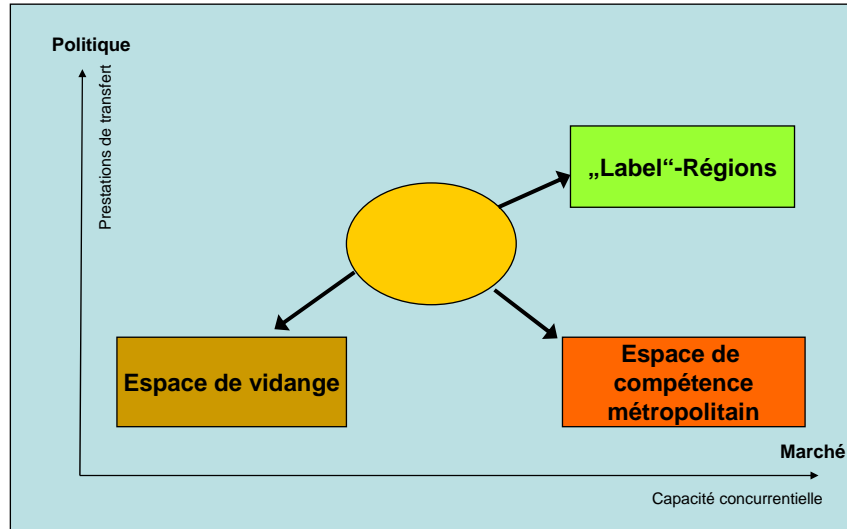 Politique
Prestations de transfert
„Label“-Régions
Espace de vidange
Espace de
compétence
métropolitain
Marché
Capacité concurrentielle